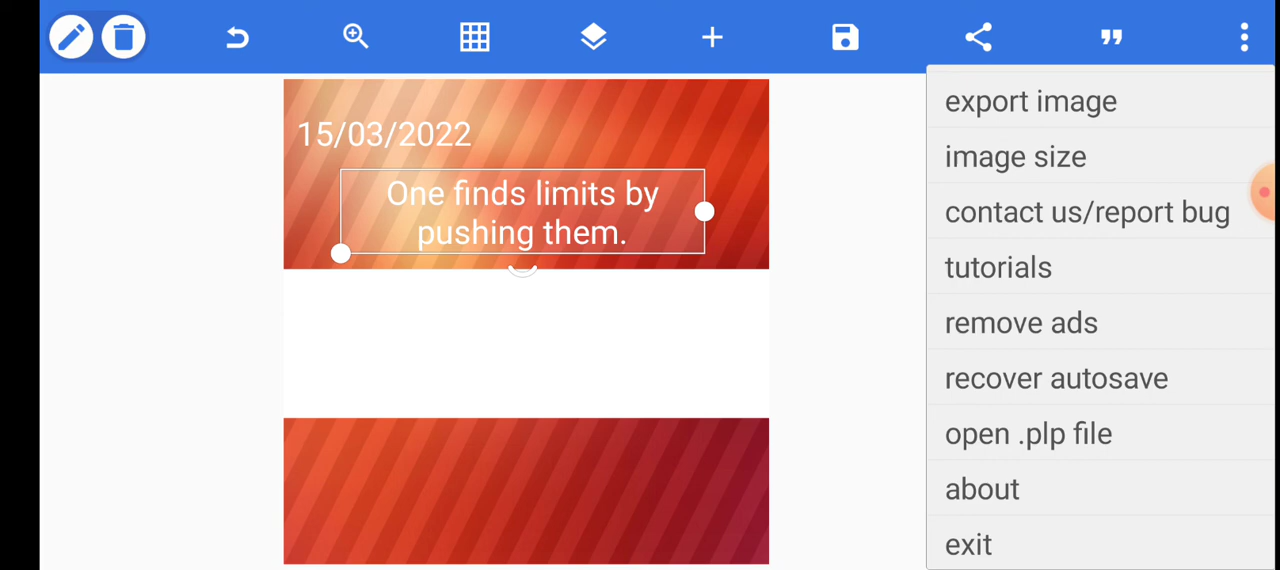 15/03/2022
One finds limits by
pushing them.
export image
image size
contact us/report bug
tutorials
remove ads
recover autosave
open .plp file
about
exit